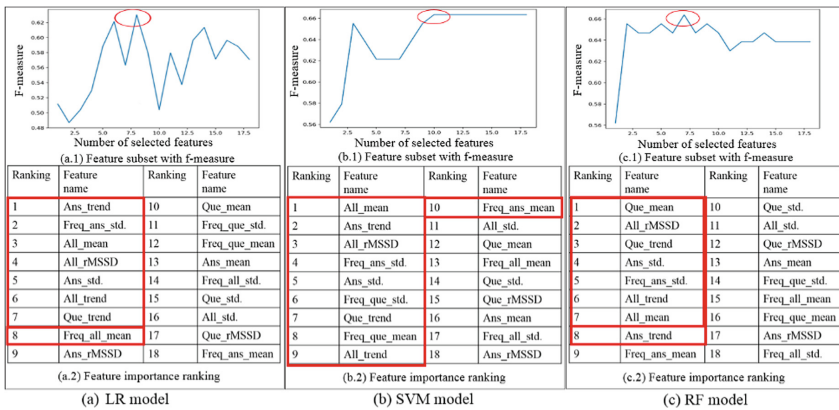 F-measure
0.62
0.60
0.58
0.56
0.54
0.52
0.50
0.48
2.5 5.0 7.5 10.0 12.5 15.0 17.5
Number of selected features
(a.1) Feature subset with f-measure
Ranking Feature name Ranking Feature name
1 Ans_trend 10 Que_mean
2 Freq_ans_std. 11 Freq_que_std.
3 All_mean 12 Freq_que_mean
4 All_rMSSD 13 Ans_mean
5 Ans_std. 14 Freq_all_std.
6 All_trend 15 Que_std.
7 Que_trend 16 All_std.
8 Freq_all_mean 17 Que_rMSSD
9 Ans_rMSSD 18 Freq_ans_mean
(a.2) Feature importance ranking
(a) LR model
F-measure
0.66
0.64
0.62
0.60
0.58
0.56
2.5 5.0 7.5 10.0 12.5 15.0 17.5
Number of selected features
(b.1) Feature subset with f-measure
Ranking Feature name Ranking Feature name
1 All_mean 10 Freq_ans_mean
2 Ans_trend 11 All_std.
3 All_rMSSD 12 Que_mean
4 Freq_ans_std. 13 Freq_all_mean
5 Ans_std. 14 Que_std.
6 Freq_que_std. 15 Que_rMSSD
7 Que_trend 16 Ans_mean
8 Freq_que_mean 17 Freq_all_std.
9 All_trend 18 Ans_rMSSD
(b.2) Feature importance ranking
(b) SVM model
F-measure
0.66
0.64
0.62
0.60
0.58
0.56
2.5 5.0 7.5 10.0 12.5 15.0 17.5
Number of selected features
(c.1) Feature subset with f-measure
Ranking Feature name Ranking Feature name
1 Que_mean 10 Que_std.
2 All_rMSSD 11 All_std.
3 Que_trend 12 Que_rMSSD
4 Ans_std. 13 Ans_mean
5 Freq_ans_std. 14 Freq_que_std.
6 All_trend 15 Freq_all_mean
7 All_mean 16 Freq_que_mean
8 Ans_trend 17 Ans_rMSSD
9 Freq_ans_mean 18 Freq_all_std.
(c.2) Feature importance ranking
(c) RF model